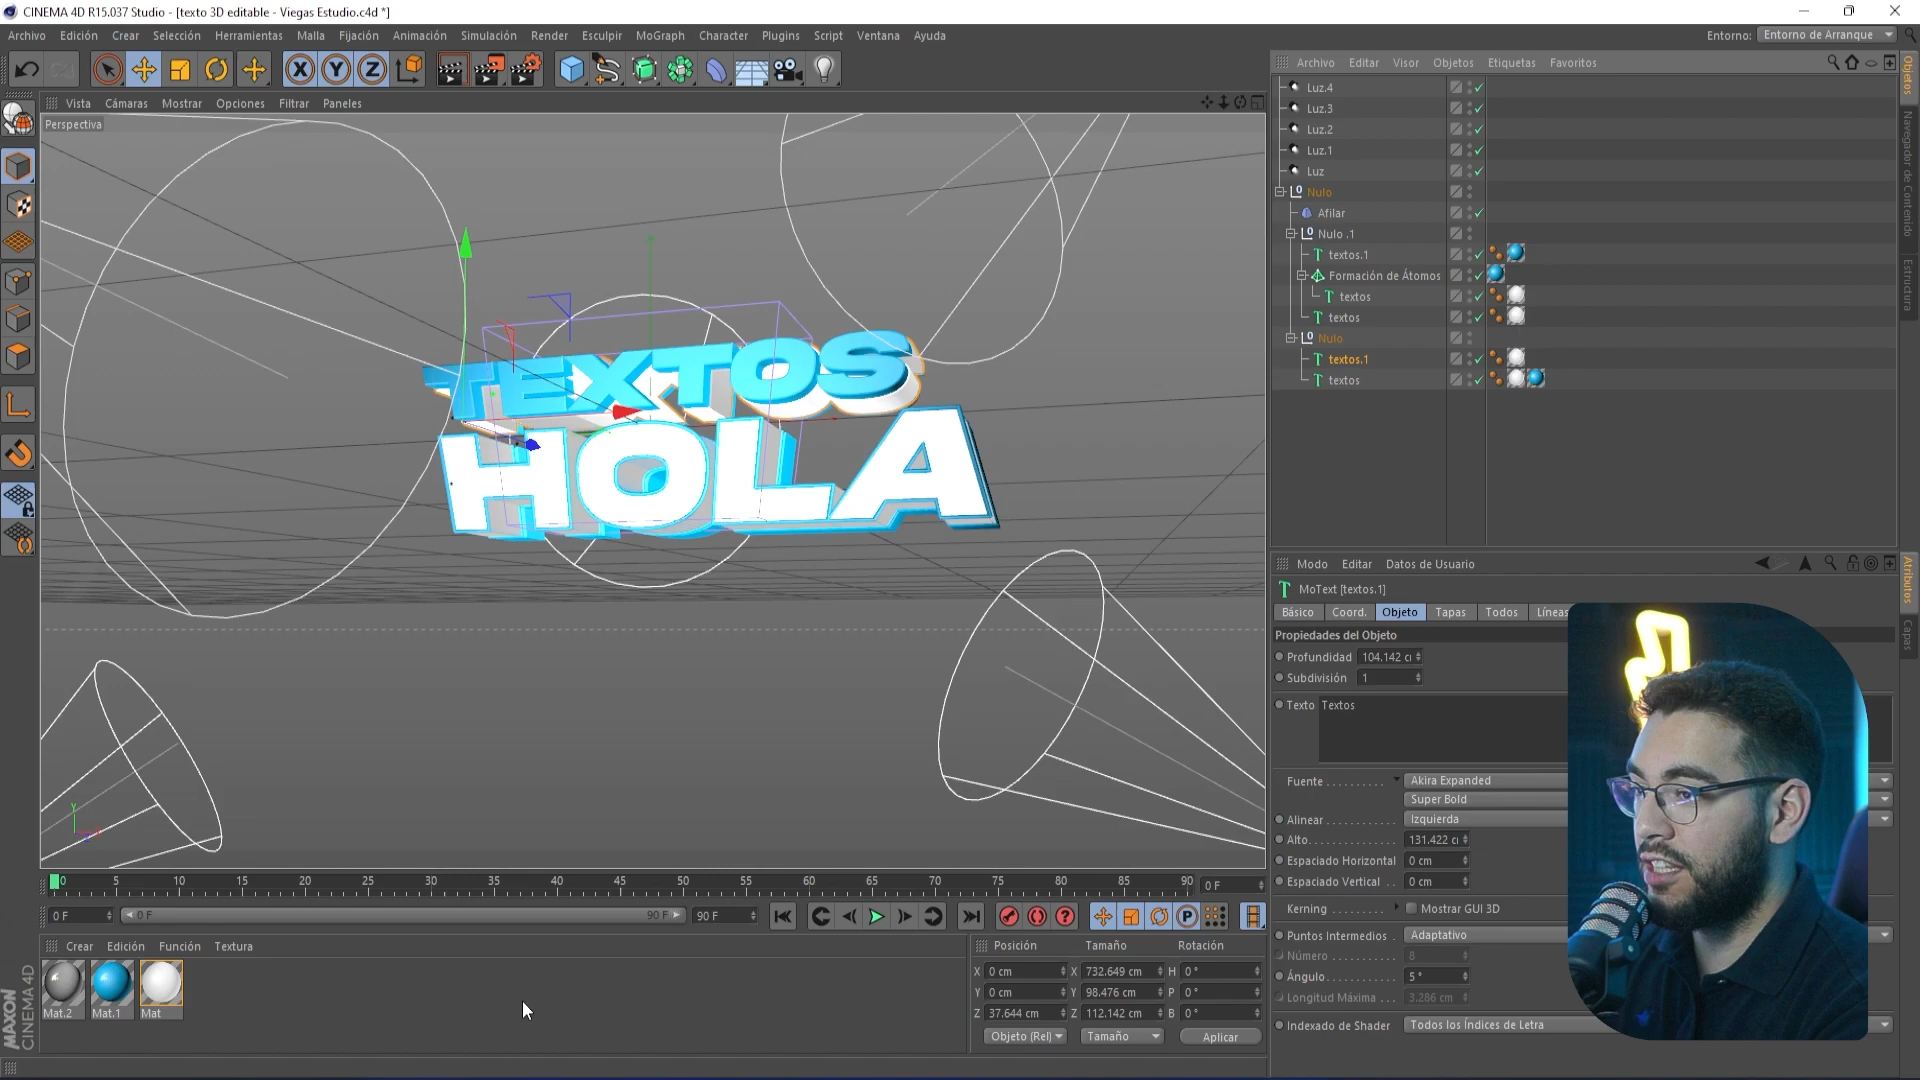 CINEMA 4D R15.037 Studio - [texto 3D editable - Viegas Estudio.c4d *]
Archivo Edición Crear Selección Herramientas Malla Fijación Animación Simulación Render Esculpir MoGraph Character Plugins Script Ventana Ayuda Entorno: Entorno de Arranque
X Y Z
Vista Cámaras Mostrar Opciones Filtrar Paneles
Perspectiva
TEXTOS
HOLA
Archivo Editar Visor Objetos Etiquetas Favoritos
Luz.4
Luz.3
Luz.2
Luz.1
Luz
Nulo
Afilar
Nulo .1
textos.1
Formación de Átomos
textos
textos
Nulo
textos.1
textos
Objetos
Navegador de Contenido
Estructura
Modo Editar Datos de Usuario
MoText [textos.1]
Básico Coord. Objeto Tapas Todos Líneas
Propiedades del Objeto
Profundidad 104.142 c
Subdivisión 1
Texto Textos
Fuente Akira Expanded
Super Bold
Alinear Izquierda
Alto 131.422 c
Espaciado Horizontal 0 cm
Espaciado Vertical 0 cm
Kerning Mostrar GUI 3D
Puntos Intermedios Adaptativo
Número 8
Ángulo 5 °
Longitud Máxima 3.286 cm
Indexado de Shader Todos los Índices de Letra
Atributos
Capas
0 5 10 15 20 25 30 35 40 45 50 55 60 65 70 75 80 85 90 0 F
0 F 0 F 90 F 90 F
Crear Edición Función Textura
Mat.2 Mat.1 Mat
MAXON CINEMA 4D
Posición Tamaño Rotación
X 0 cm X 732.649 cm H 0 °
Y 0 cm Y 98.476 cm P 0 °
Z 37.644 cm Z 112.142 cm B 0 °
Objeto (Rel) Tamaño Aplicar